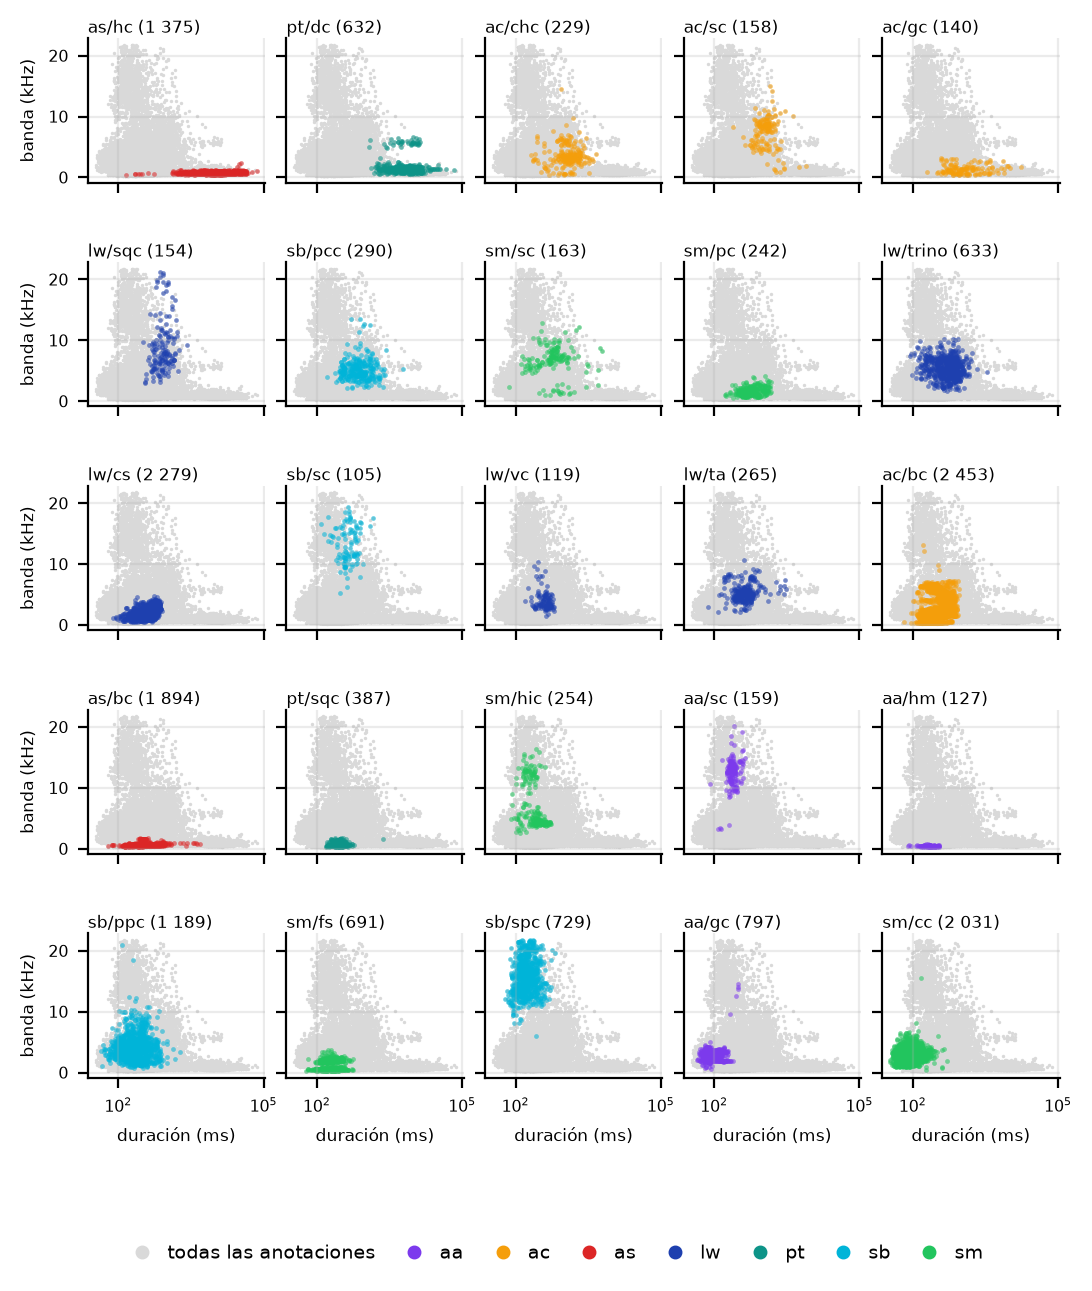 as/hc (1 375) pt/dc (632) ac/chc (229) ac/sc (158) ac/gc (140)
20
10
0
banda (kHz)
lw/sqc (154) sb/pcc (290) sm/sc (163) sm/pc (242) lw/trino (633)
20
10
0
banda (kHz)
lw/cs (2 279) sb/sc (105) lw/vc (119) lw/ta (265) ac/bc (2 453)
20
10
0
banda (kHz)
as/bc (1 894) pt/sqc (387) sm/hic (254) aa/sc (159) aa/hm (127)
20
10
0
banda (kHz)
sb/ppc (1 189) sm/fs (691) sb/spc (729) aa/gc (797) sm/cc (2 031)
20
10
0
banda (kHz)
10² 10⁵ 10² 10⁵ 10² 10⁵ 10² 10⁵ 10² 10⁵
duración (ms) duración (ms) duración (ms) duración (ms) duración (ms)
todas las anotaciones aa ac as lw pt sb sm